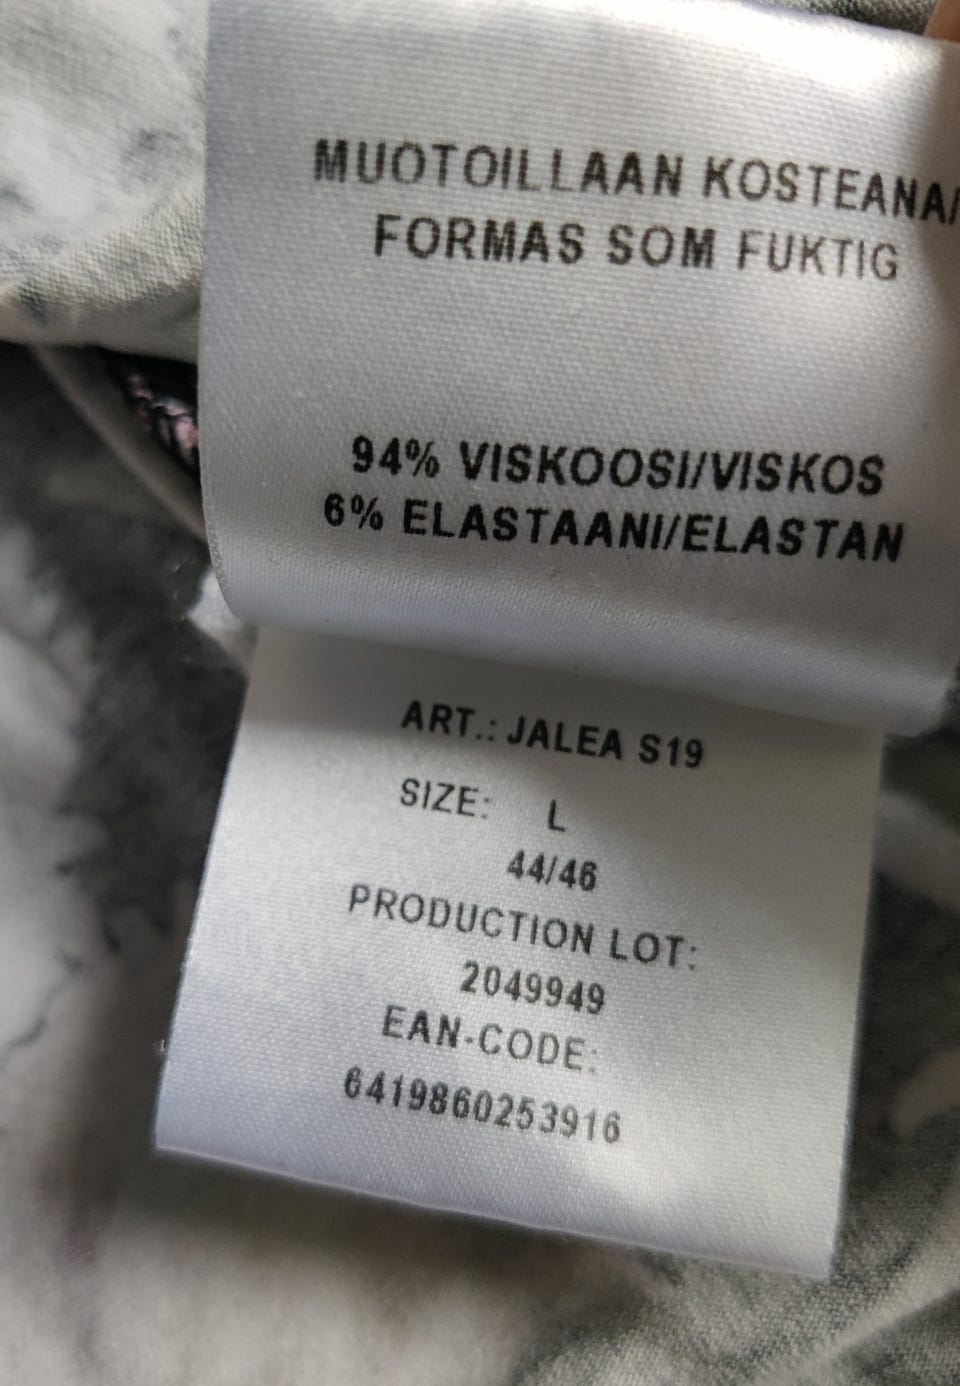 MUOTOILLAAN KOSTEANA/
FORMAS SOM FUKTIG
94% VISKOOSI/VISKOS
6% ELASTAANI/ELASTAN
ART.: JALEA S19
SIZE: L
44/46
PRODUCTION LOT:
2049949
EAN-CODE:
6419860253916